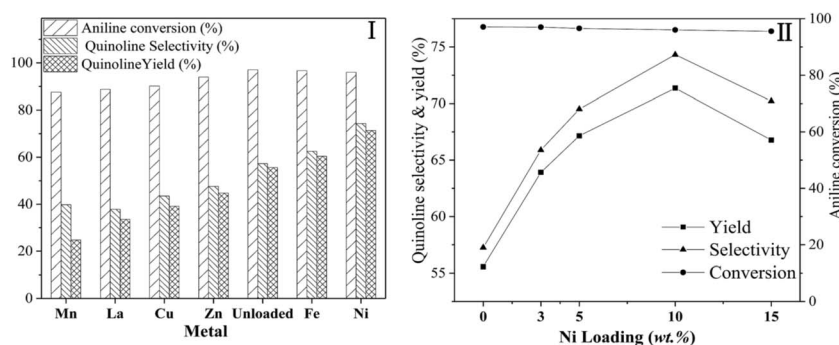 Aniline conversion (%)
Quinoline Selectivity (%)
QuinolineYield (%)
I
100
80
60
40
20
0
Mn La Cu Zn Unloaded Fe Ni
Metal
II
Quinoline selectivity & yield (%)
75
70
65
60
55
Yield
Selectivity
Conversion
100
80
60
40
20
0
Aniline conversion (%)
0 3 5 10 15
Ni Loading (wt.%)